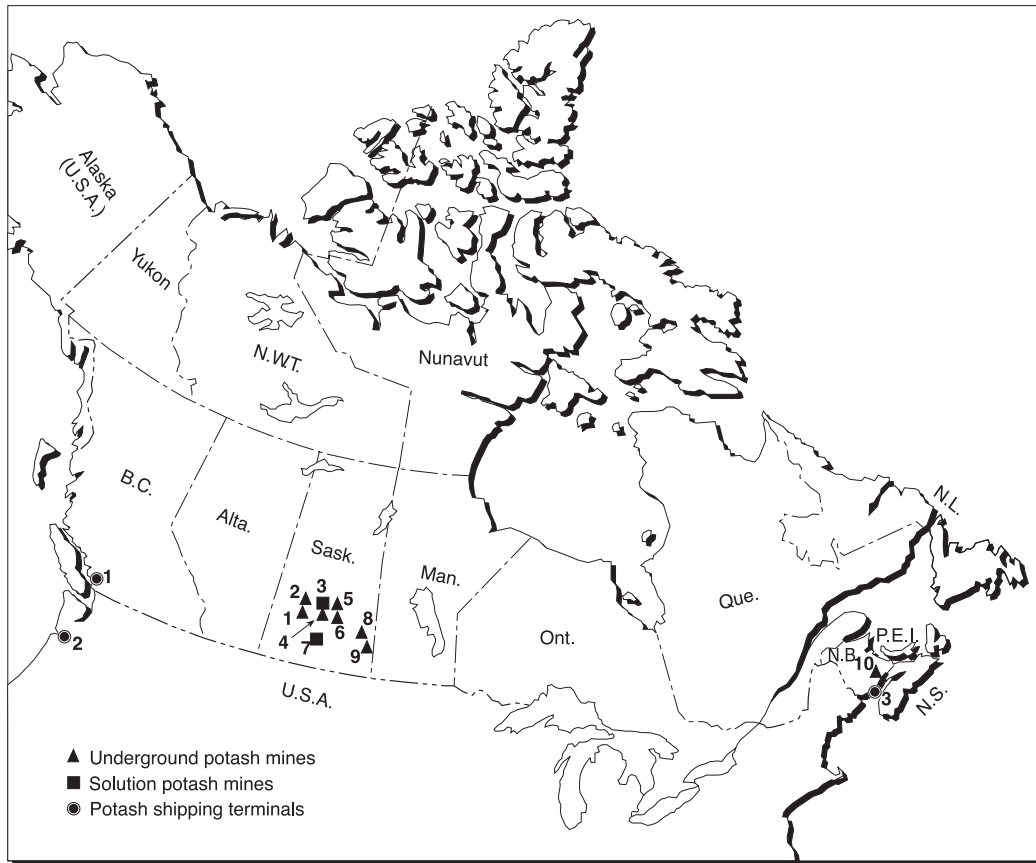 Alaska
(U.S.A.)
Yukon
N.W.T.
Nunavut
B.C.
Alta.
Sask.
Man.
Ont.
Que.
N.L.
P.E.I.
N.B.
N.S.
U.S.A.
1
2
2
3
5
1
4
6
7
8
9
10
3
Underground potash mines
Solution potash mines
Potash shipping terminals